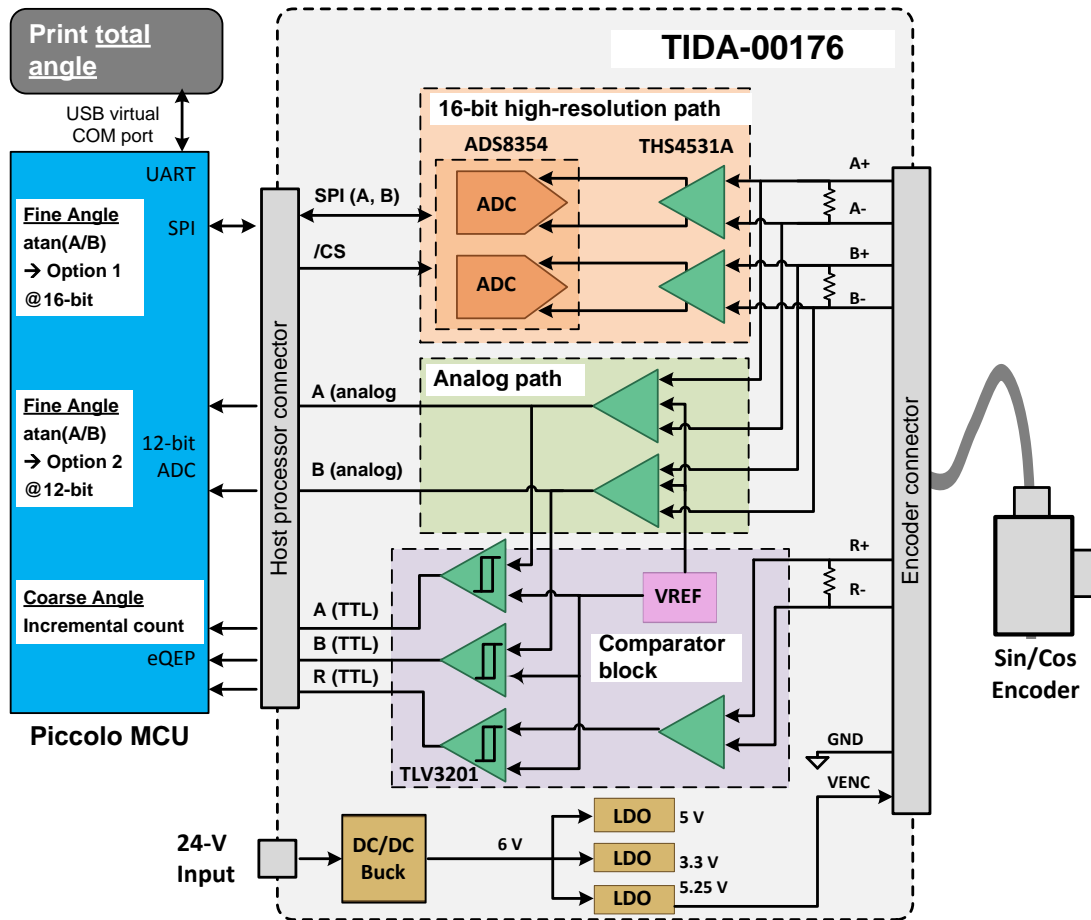 Print total
angle
USB virtual
COM port
UART
Fine Angle
atan(A/B)
→ Option 1
@16-bit
SPI
Fine Angle
atan(A/B)
→ Option 2
@12-bit
12-bit
ADC
Coarse Angle
Incremental count
eQEP
Piccolo MCU
Host processor connector
TIDA-00176
16-bit high-resolution path
ADS8354
THS4531A
SPI (A, B)
/CS
ADC
ADC
A+
A-
B+
B-
Analog path
A (analog
B (analog)
A (TTL)
B (TTL)
R (TTL)
VREF
Comparator
block
TLV3201
R+
R-
GND
VENC
Encoder connector
Sin/Cos
Encoder
24-V
Input
DC/DC
Buck
6 V
LDO
5 V
LDO
3.3 V
LDO
5.25 V